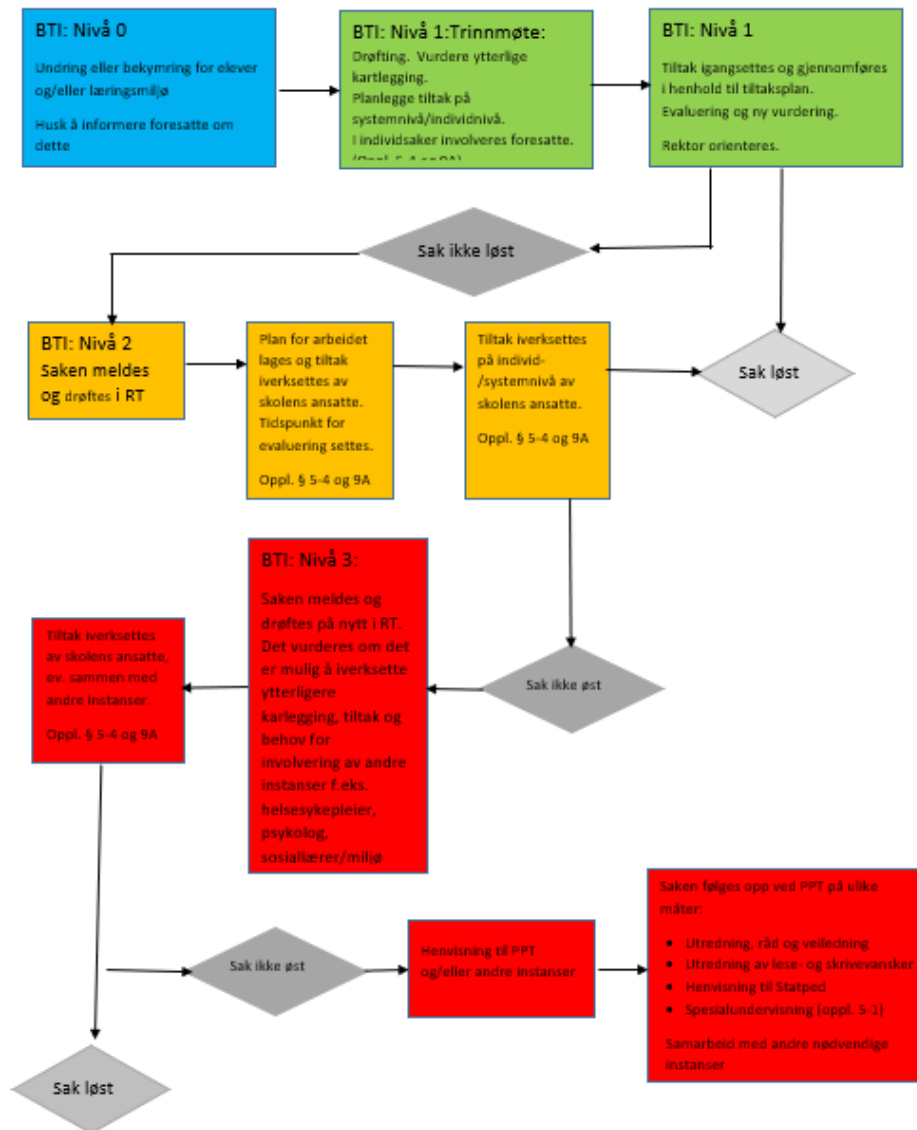 BTI: Nivå 0
Undring eller bekymring for elever
og/eller læringsmiljø
Husk å informere foresatte om
dette
BTI: Nivå 1:Trinnmøte:
Drøfting. Vurdere ytterlige
kartlegging.
Planlegge tiltak på
systemnivå/individnivå.
I individsaker involveres foresatte.
(Oppl. 5-4 og 9A)
BTI: Nivå 1
Tiltak igangsettes og gjennomføres
i henhold til tiltaksplan.
Evaluering og ny vurdering.
Rektor orienteres.
Sak ikke løst
BTI: Nivå 2
Saken meldes
og drøftes i RT
Plan for arbeidet
lages og tiltak
iverksettes av
skolens ansatte.
Tidspunkt for
evaluering settes.
Oppl. § 5-4 og 9A
Tiltak iverksettes
på individ-
/systemnivå av
skolens ansatte.
Oppl. § 5-4 og 9A
Sak løst
BTI: Nivå 3:
Saken meldes og
drøftes på nytt i RT.
Det vurderes om det
er mulig å iverksette
ytterligere
karlegging, tiltak og
behov for
involvering av andre
instanser f.eks.
helsesykepleier,
psykolog,
sosiallærer/miljø
Tiltak iverksettes
av skolens ansatte,
ev. sammen med
andre instanser.
Oppl. § 5-4 og 9A
Sak ikke øst
Sak ikke øst
Henvisning til PPT
og/eller andre instanser
Saken følges opp ved PPT på ulike
måter:
• Utredning, råd og veiledning
• Utredning av lese- og skrivevansker
• Henvisning til Statped
• Spesialundervisning (oppl. 5-1)
Samarbeid med andre nødvendige
instanser
Sak løst